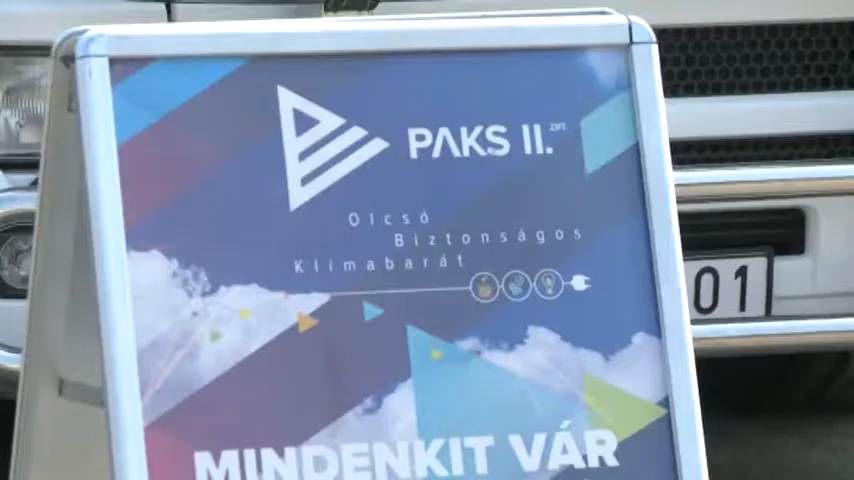 PAKS II. ZRT.
Olcsó
Biztonságos
Klímabarát
01
MINDENKIT VÁR